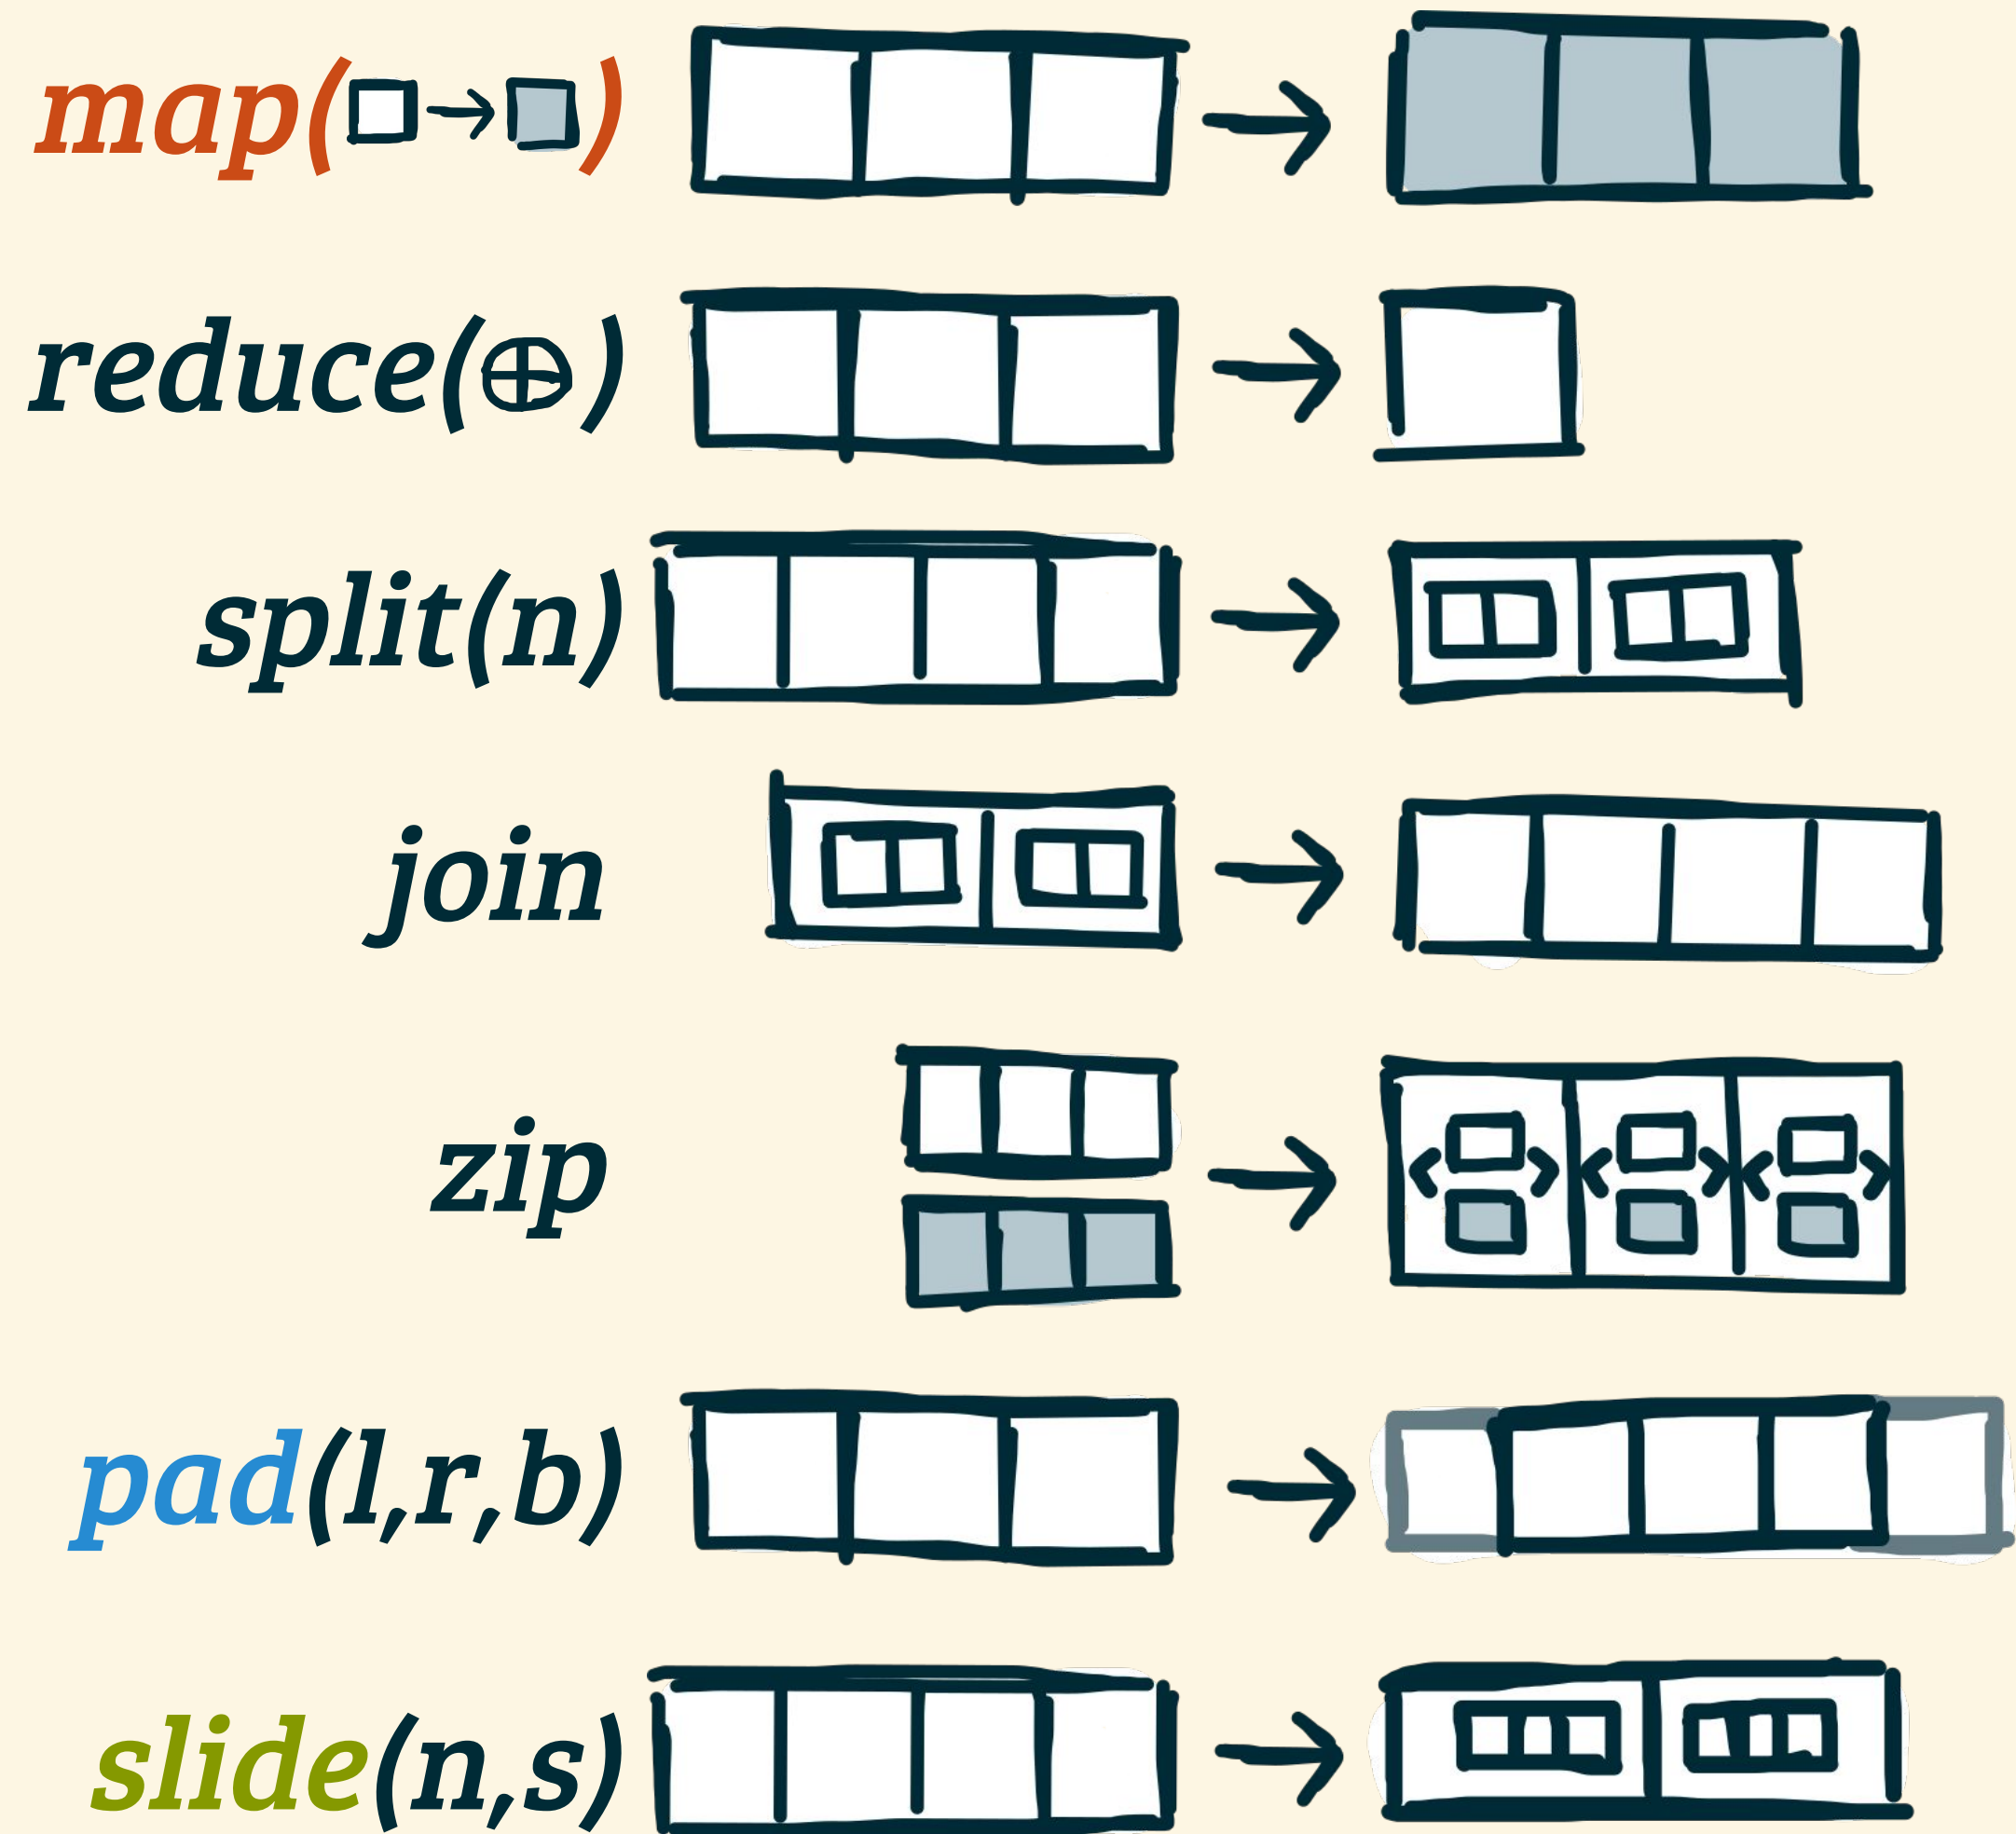 map( → )
reduce(⊕)
split(n)
join
zip
pad(l,r,b)
slide(n,s)